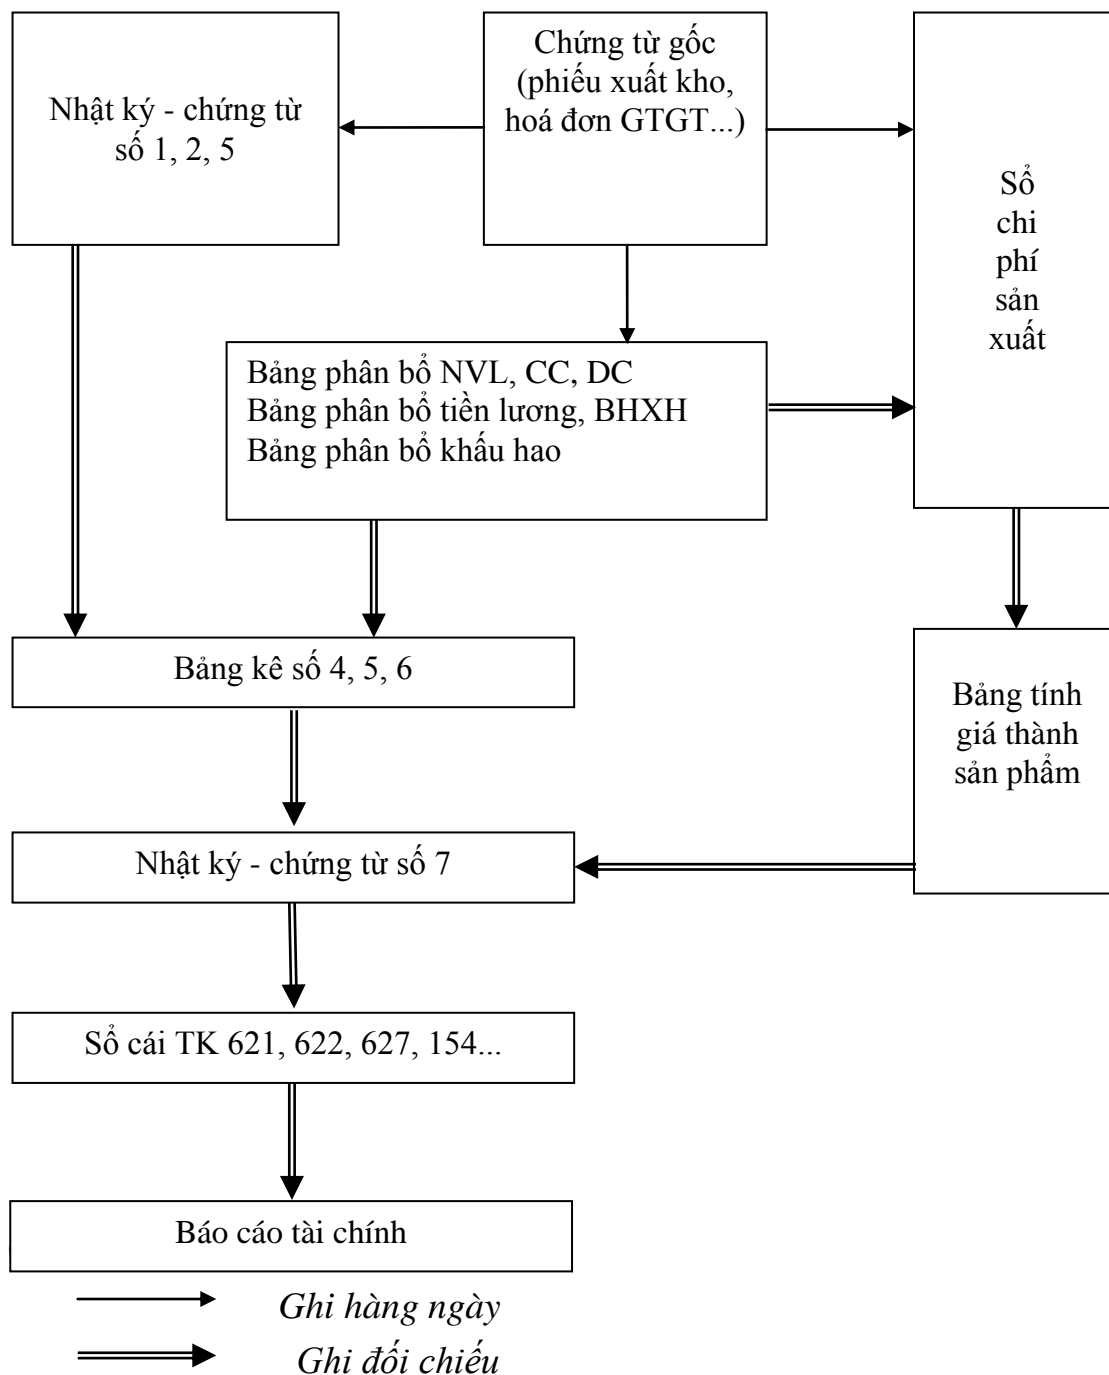 Nhật ký - chứng từ
số 1, 2, 5
Chứng từ gốc
(phiếu xuất kho,
hoá đơn GTGT...)
Sổ
chi
phí
sản
xuất
Bảng phân bổ NVL, CC, DC
Bảng phân bổ tiền lương, BHXH
Bảng phân bổ khấu hao
Bảng kê số 4, 5, 6
Bảng tính
giá thành
sản phẩm
Nhật ký - chứng từ số 7
Sổ cái TK 621, 622, 627, 154...
Báo cáo tài chính
Ghi hàng ngày
Ghi đối chiếu